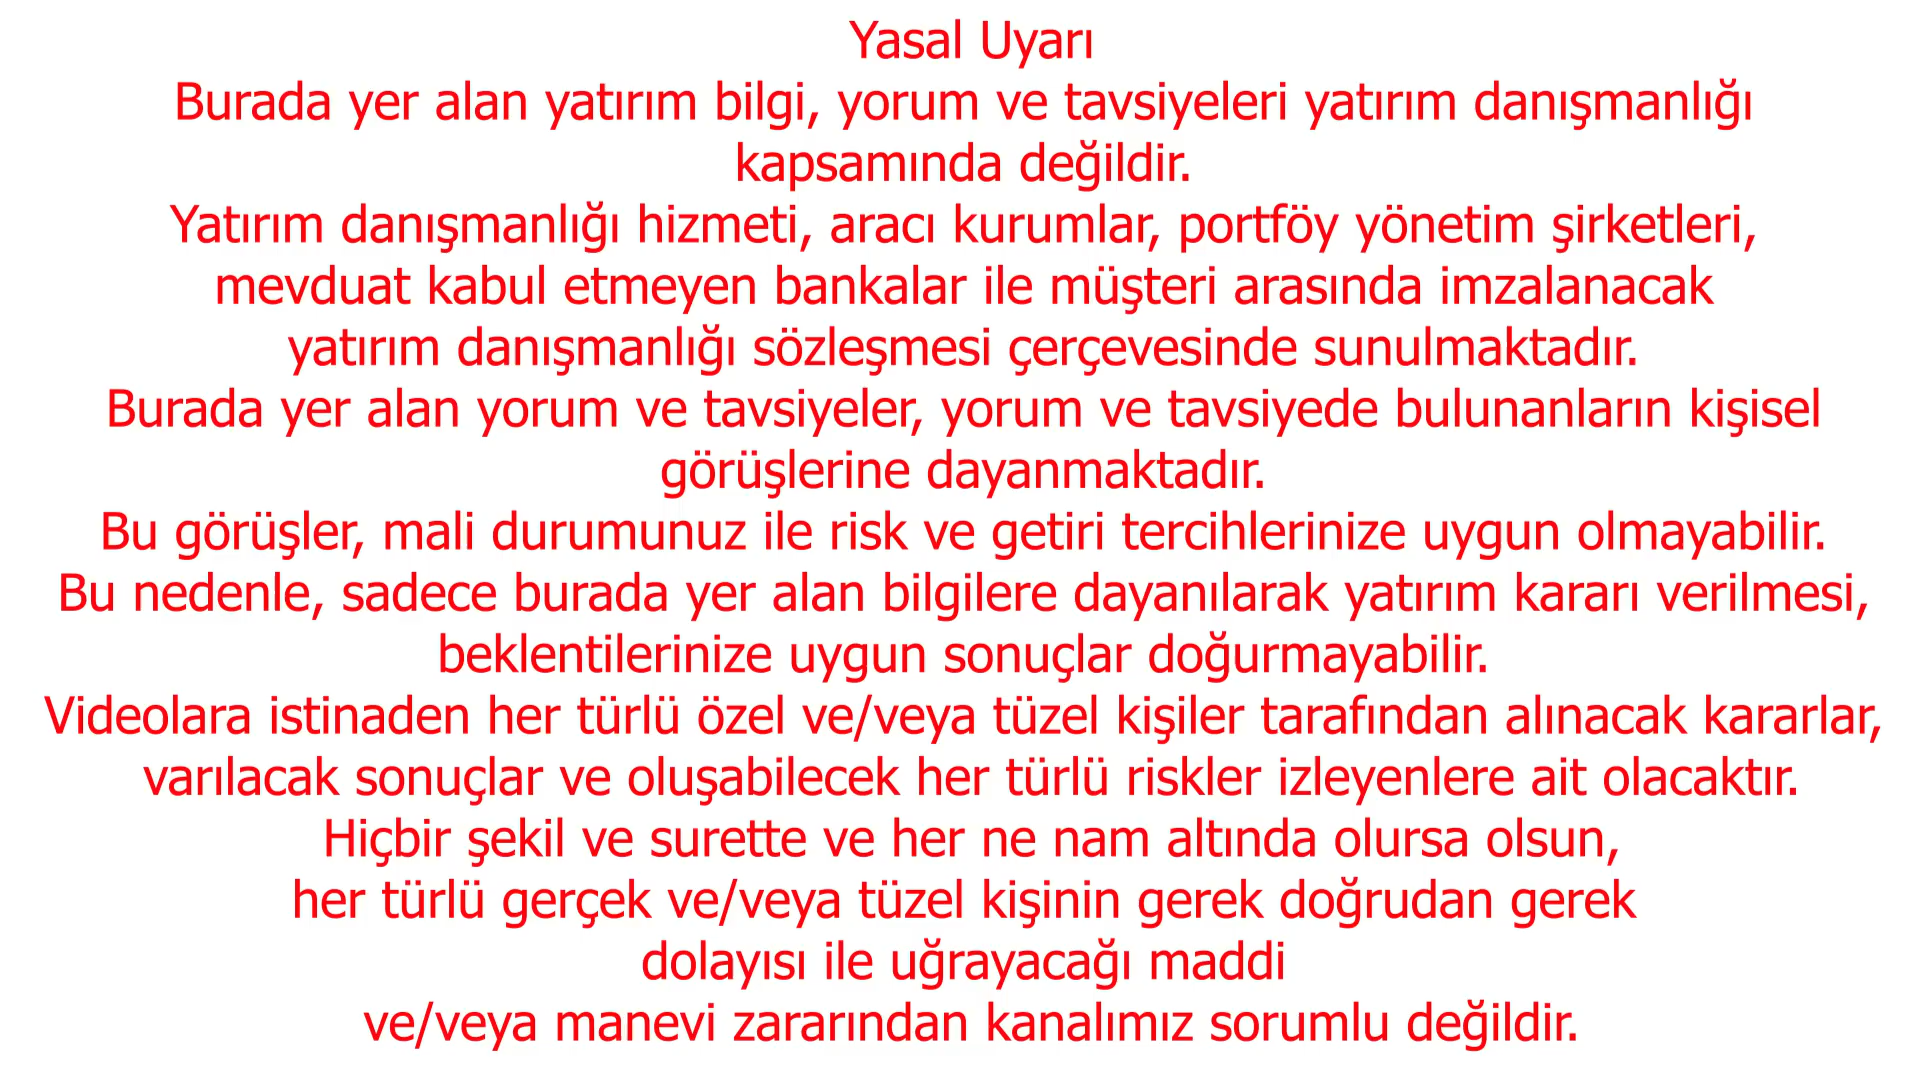 Yasal Uyarı
Burada yer alan yatırım bilgi, yorum ve tavsiyeleri yatırım danışmanlığı
kapsamında değildir.
Yatırım danışmanlığı hizmeti, aracı kurumlar, portföy yönetim şirketleri,
mevduat kabul etmeyen bankalar ile müşteri arasında imzalanacak
yatırım danışmanlığı sözleşmesi çerçevesinde sunulmaktadır.
Burada yer alan yorum ve tavsiyeler, yorum ve tavsiyede bulunanların kişisel
görüşlerine dayanmaktadır.
Bu görüşler, mali durumunuz ile risk ve getiri tercihlerinize uygun olmayabilir.
Bu nedenle, sadece burada yer alan bilgilere dayanılarak yatırım kararı verilmesi,
beklentilerinize uygun sonuçlar doğurmayabilir.
Videolara istinaden her türlü özel ve/veya tüzel kişiler tarafından alınacak kararlar,
varılacak sonuçlar ve oluşabilecek her türlü riskler izleyenlere ait olacaktır.
Hiçbir şekil ve surette ve her ne nam altında olursa olsun,
her türlü gerçek ve/veya tüzel kişinin gerek doğrudan gerek
dolayısı ile uğrayacağı maddi
ve/veya manevi zararından kanalımız sorumlu değildir.